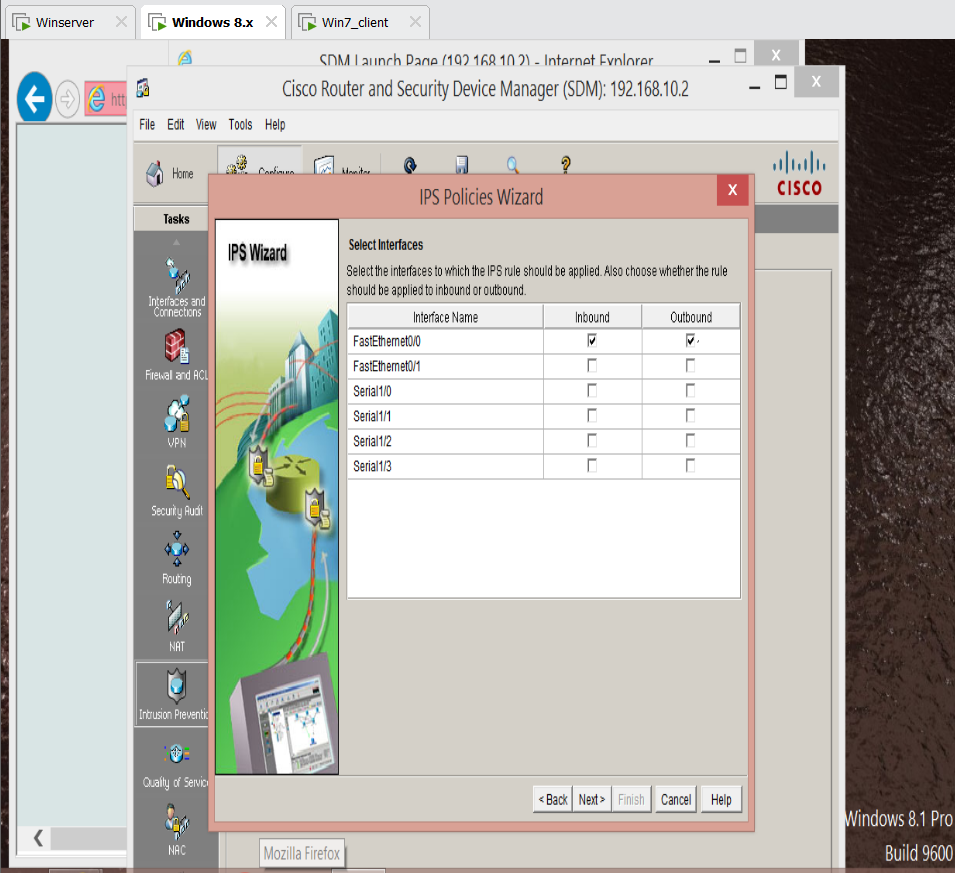 Winserver
Windows 8.x
Win7_client
SDM Launch Page (192.168.10.2) - Internet Explorer
X
htt
Cisco Router and Security Device Manager (SDM): 192.168.10.2
X
File Edit View Tools Help
Home
Configure
Monitor
CISCO
Tasks
IPS Policies Wizard
X
IPS Wizard
Select Interfaces
Select the interfaces to which the IPS rule should be applied. Also choose whether the rule
should be applied to inbound or outbound.
Interface Name Inbound Outbound
FastEthernet0/0
FastEthernet0/1
Serial1/0
Serial1/1
Serial1/2
Serial1/3
Interfaces and
Connections
Firewall and ACL
VPN
Security Audit
Routing
NAT
Intrusion Preventio
Quality of Service
NAC
< Back Next > Finish Cancel Help
Mozilla Firefox
Windows 8.1 Pro
Build 9600